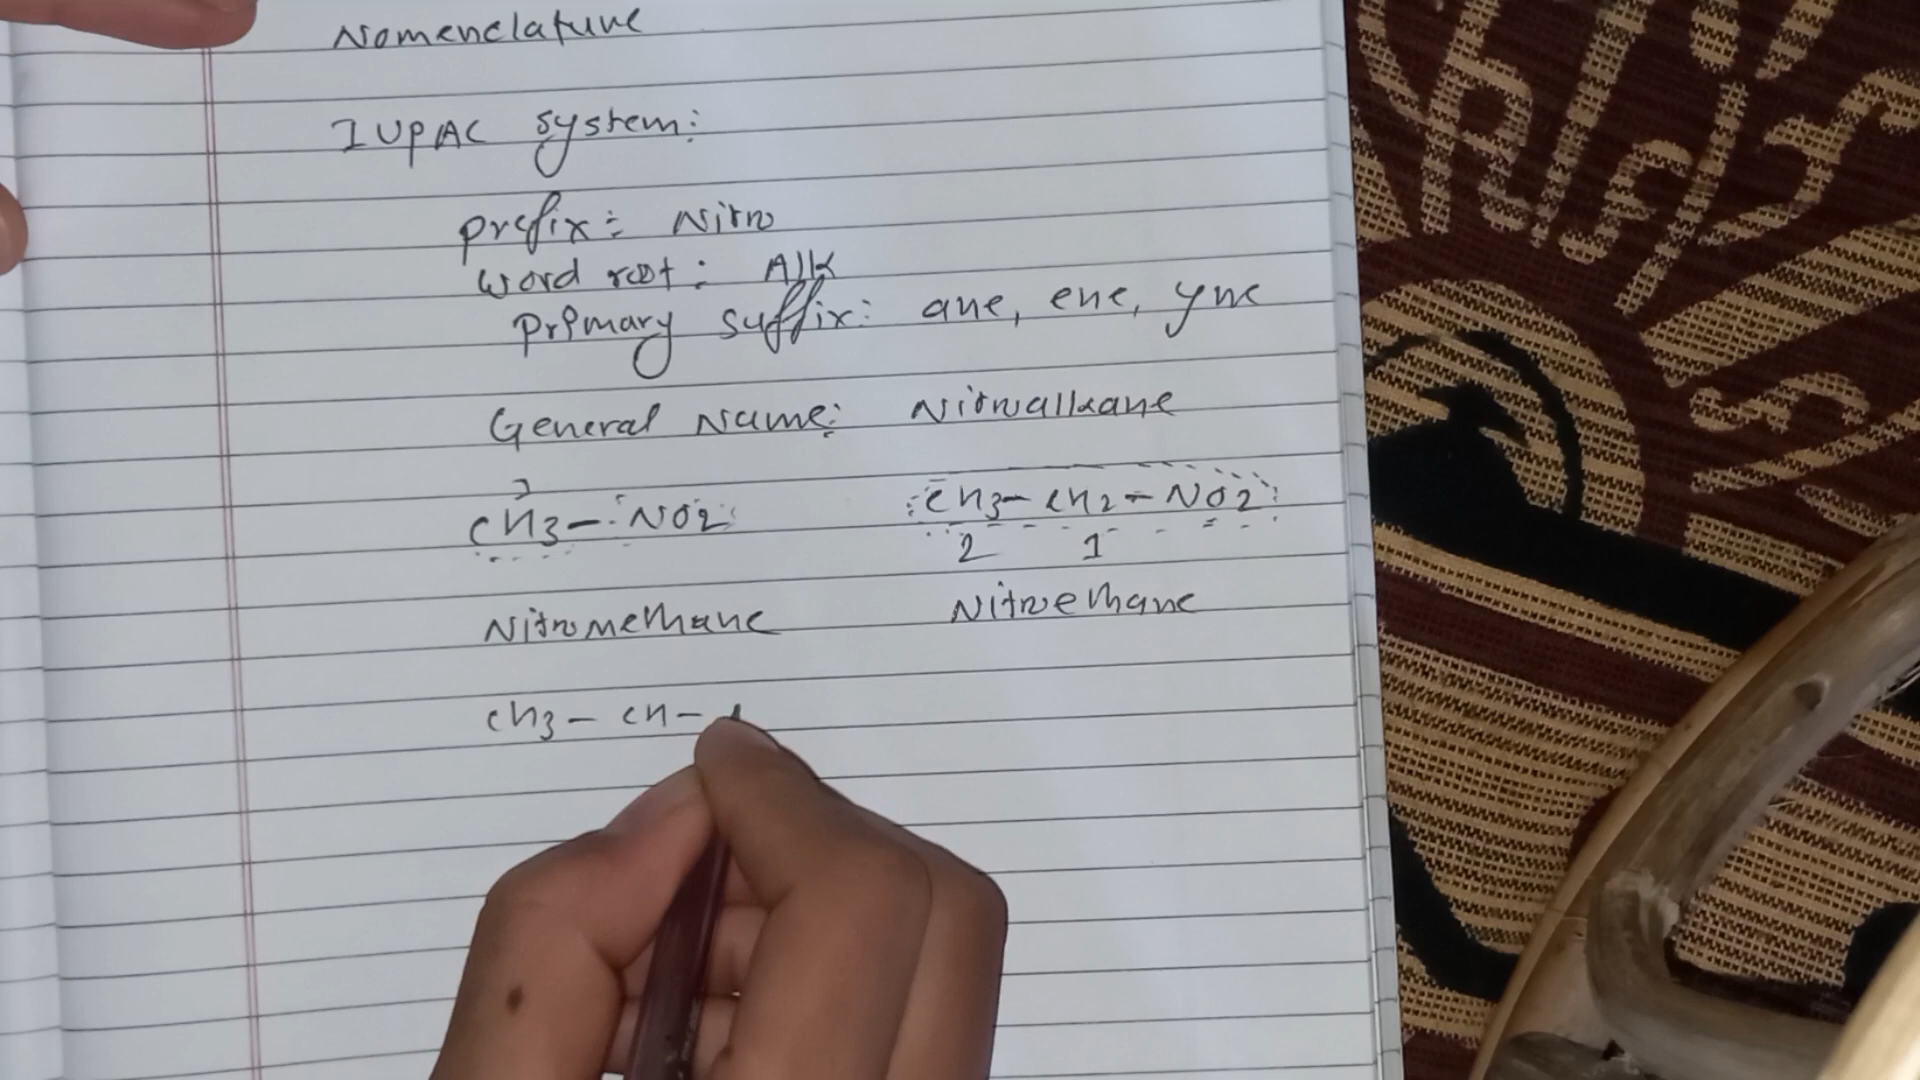 Nomenclature
IUPAC system:
prefix: Nitro
word root: Alk
Primary suffix: ane, ene, yne
General Name: Nitroalkane
CH3-NO2 CH3-CH2-NO2
2 1
Nitromethane Nitroethane
CH3-CH-